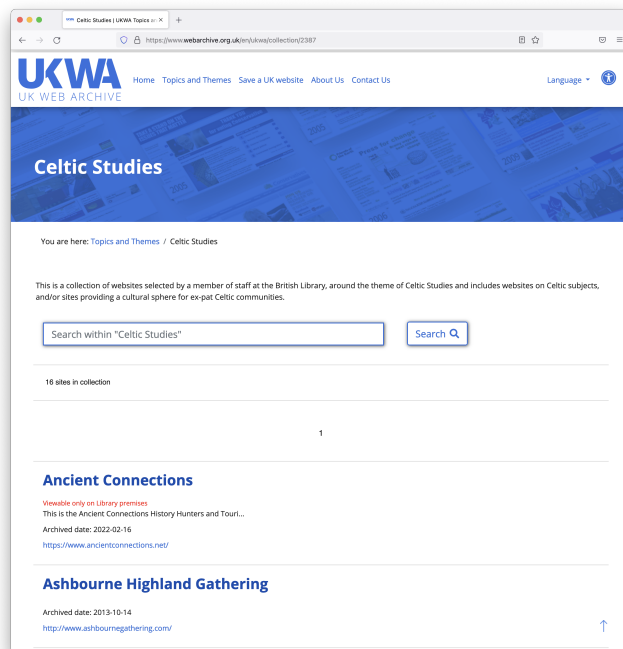 Celtic Studies | UKWA Topics an
https://www.webarchive.org.uk/en/ukwa/collection/2387
UKWA
UK WEB ARCHIVE
Home Topics and Themes Save a UK website About Us Contact Us
Language
Celtic Studies
You are here: Topics and Themes / Celtic Studies
This is a collection of websites selected by a member of staff at the British Library, around the theme of Celtic Studies and includes websites on Celtic subjects,
and/or sites providing a cultural sphere for ex-pat Celtic communities.
Search within "Celtic Studies"
Search
16 sites in collection
1
Ancient Connections
Viewable only on Library premises
This is the Ancient Connections History Hunters and Touri...
Archived date: 2022-02-16
https://www.ancientconnections.net/
Ashbourne Highland Gathering
Archived date: 2013-10-14
http://www.ashbournegathering.com/